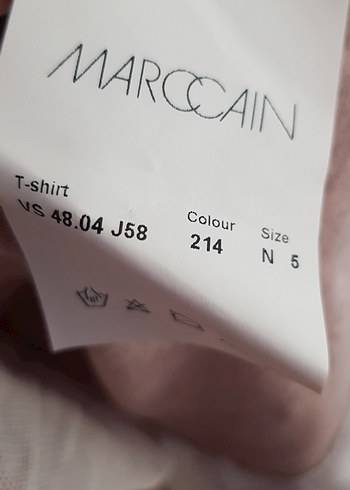 MARCCAIN
T-shirt
VS 48.04 J58
Colour
214
Size
N 5